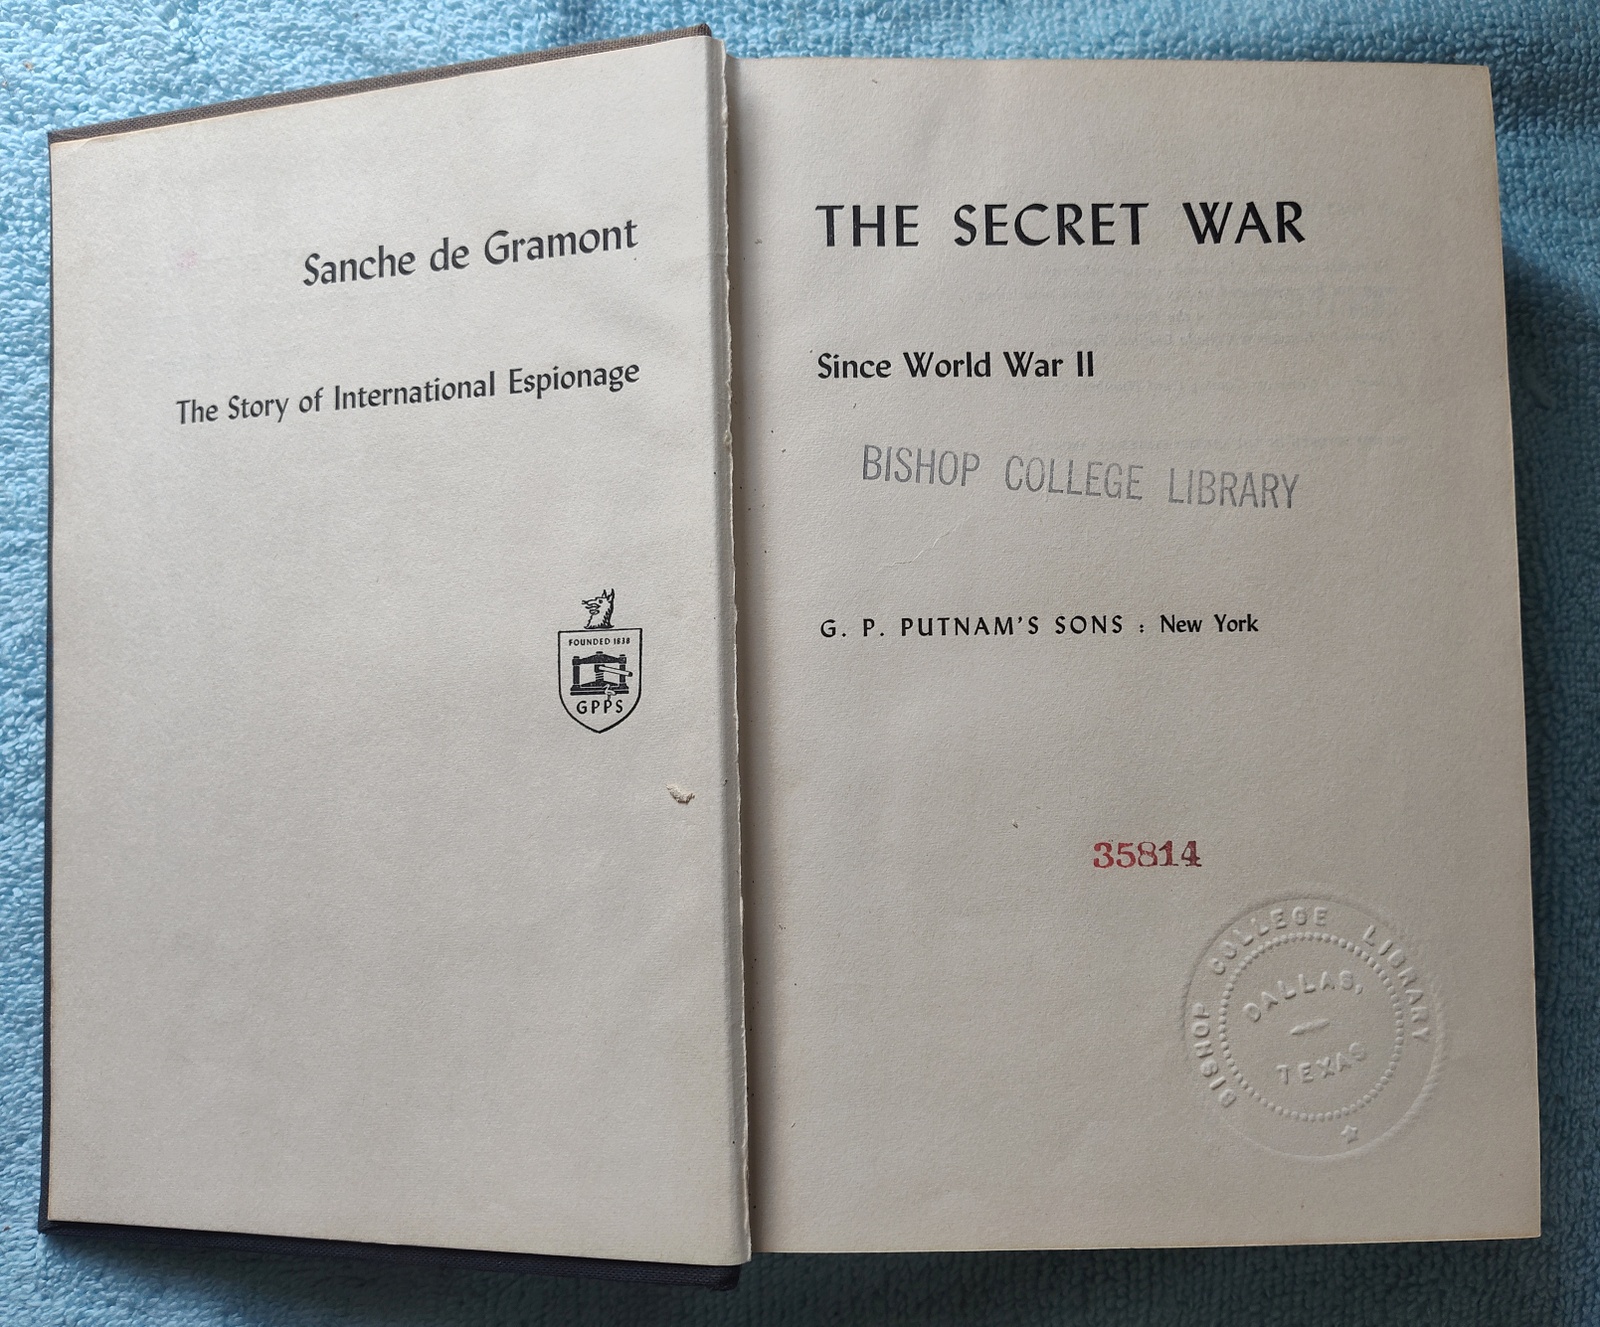 Sanche de Gramont
The Story of International Espionage
FOUNDED 1838
GPPS
THE SECRET WAR
Since World War II
BISHOP COLLEGE LIBRARY
G. P. PUTNAM'S SONS : New York
35814
BISHOP COLLEGE LIBRARY
DALLAS,
TEXAS